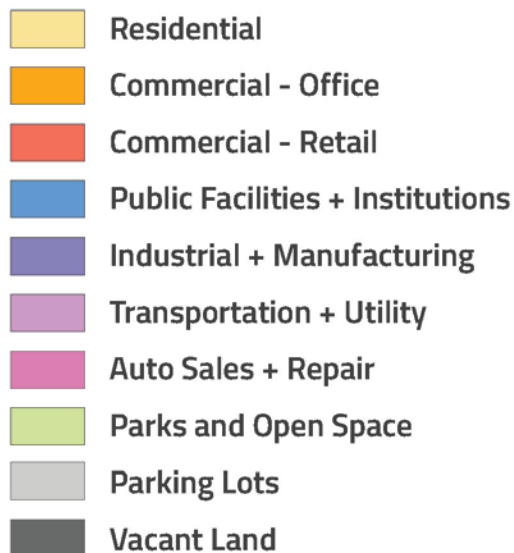 Residential
Commercial - Office
Commercial - Retail
Public Facilities + Institutions
Industrial + Manufacturing
Transportation + Utility
Auto Sales + Repair
Parks and Open Space
Parking Lots
Vacant Land